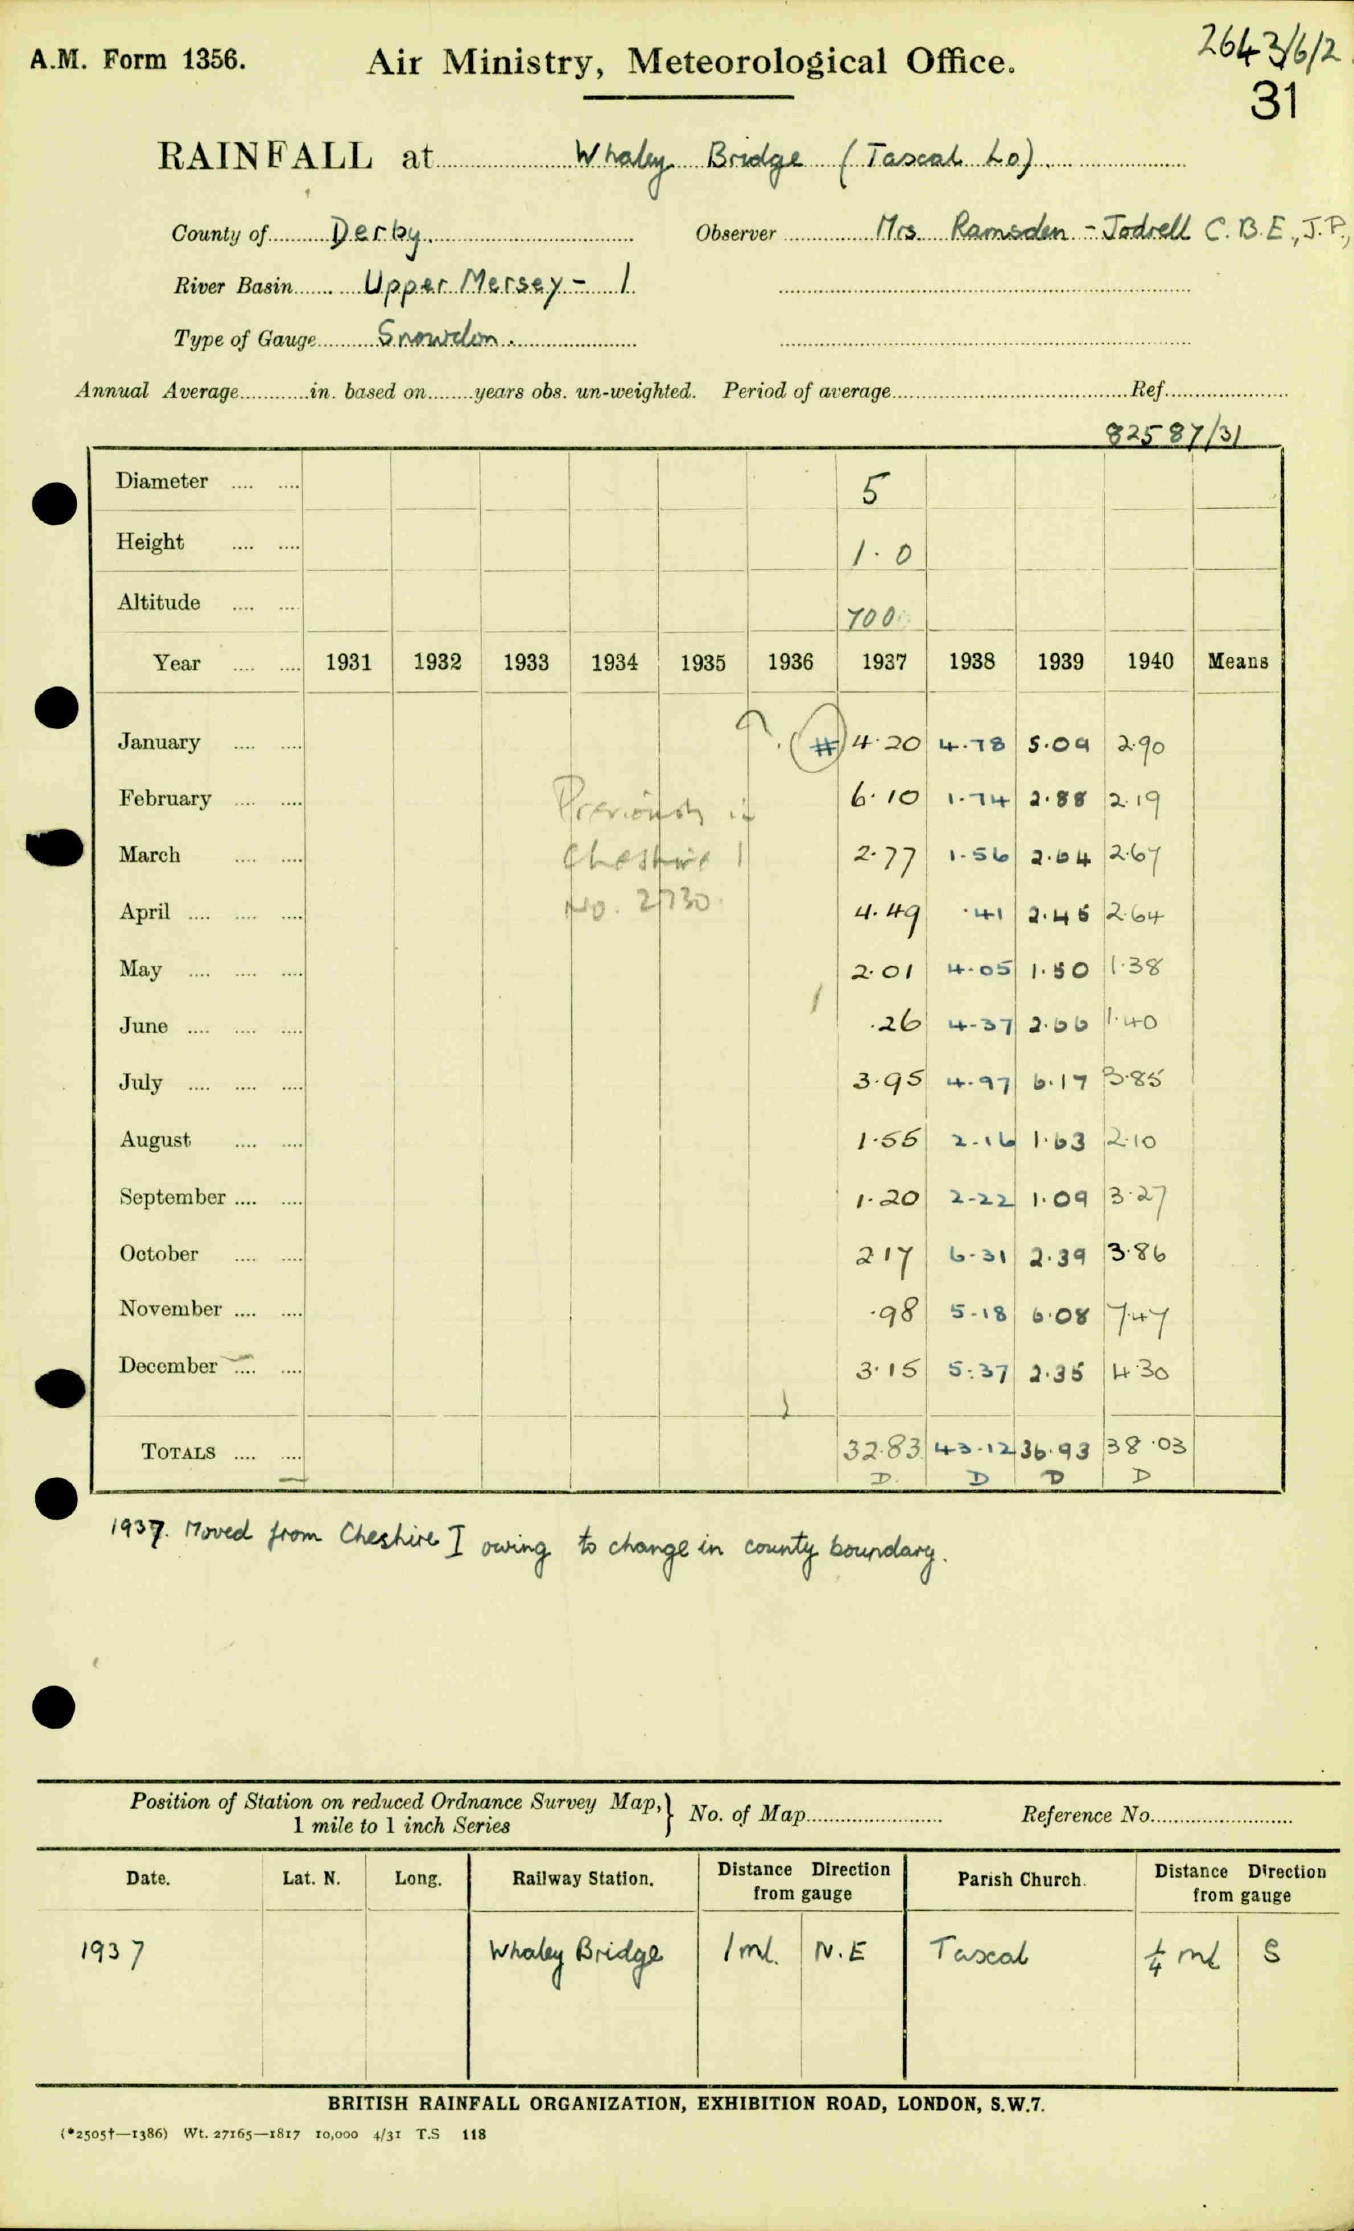 2643/6/2
A.M. Form 1356. Air Ministry, Meteorological Office.
31
RAINFALL at Whaley Bridge (Taxal Lo).
County of Derby. Observer Mrs. Ramsden-Jodrell C.B.E., J.P.,
River Basin Upper Mersey - 1
Type of Gauge Snowdon.
Annual Average in. based on years obs. un-weighted. Period of average Ref.
82587/31
Diameter .... .... 5
Height .... .... 1.0
Altitude .... .... 700
Year .... .... 1931 1932 1933 1934 1935 1936 1937 1938 1939 1940 Means
January .... .... ? (#) 4.20 4.78 5.09 2.90
February .... .... 6.10 1.74 2.88 2.19
Previously in
March .... .... 2.77 1.56 2.64 2.67
Cheshire 1
No. 2730.
April .... .... .... 4.49 .41 2.45 2.64
May .... .... .... 2.01 4.05 1.50 1.38
June .... .... .... .26 4.37 2.66 1.40
July .... .... .... 3.95 4.97 6.17 3.85
August .... .... 1.55 2.16 1.63 2.10
September .... .... 1.20 2.22 1.09 3.27
October .... .... 2.17 6.31 2.39 3.86
November .... .... .98 5.18 6.08 7.47
December .... .... 3.15 5.37 2.35 4.30
TOTALS .... .... 32.83 43.12 36.93 38.03
D. D D D
1937. Moved from Cheshire I owing to change in county boundary.
Position of Station on reduced Ordnance Survey Map, } No. of Map Reference No.
1 mile to 1 inch Series
Date. Lat. N. Long. Railway Station. Distance Direction from gauge Parish Church. Distance Direction from gauge
1937 Whaley Bridge 1 ml. N.E Taxal ¼ ml S
BRITISH RAINFALL ORGANIZATION, EXHIBITION ROAD, LONDON, S.W.7.
(*2505†—1386) Wt. 27165—1817 10,000 4/31 T.S 118